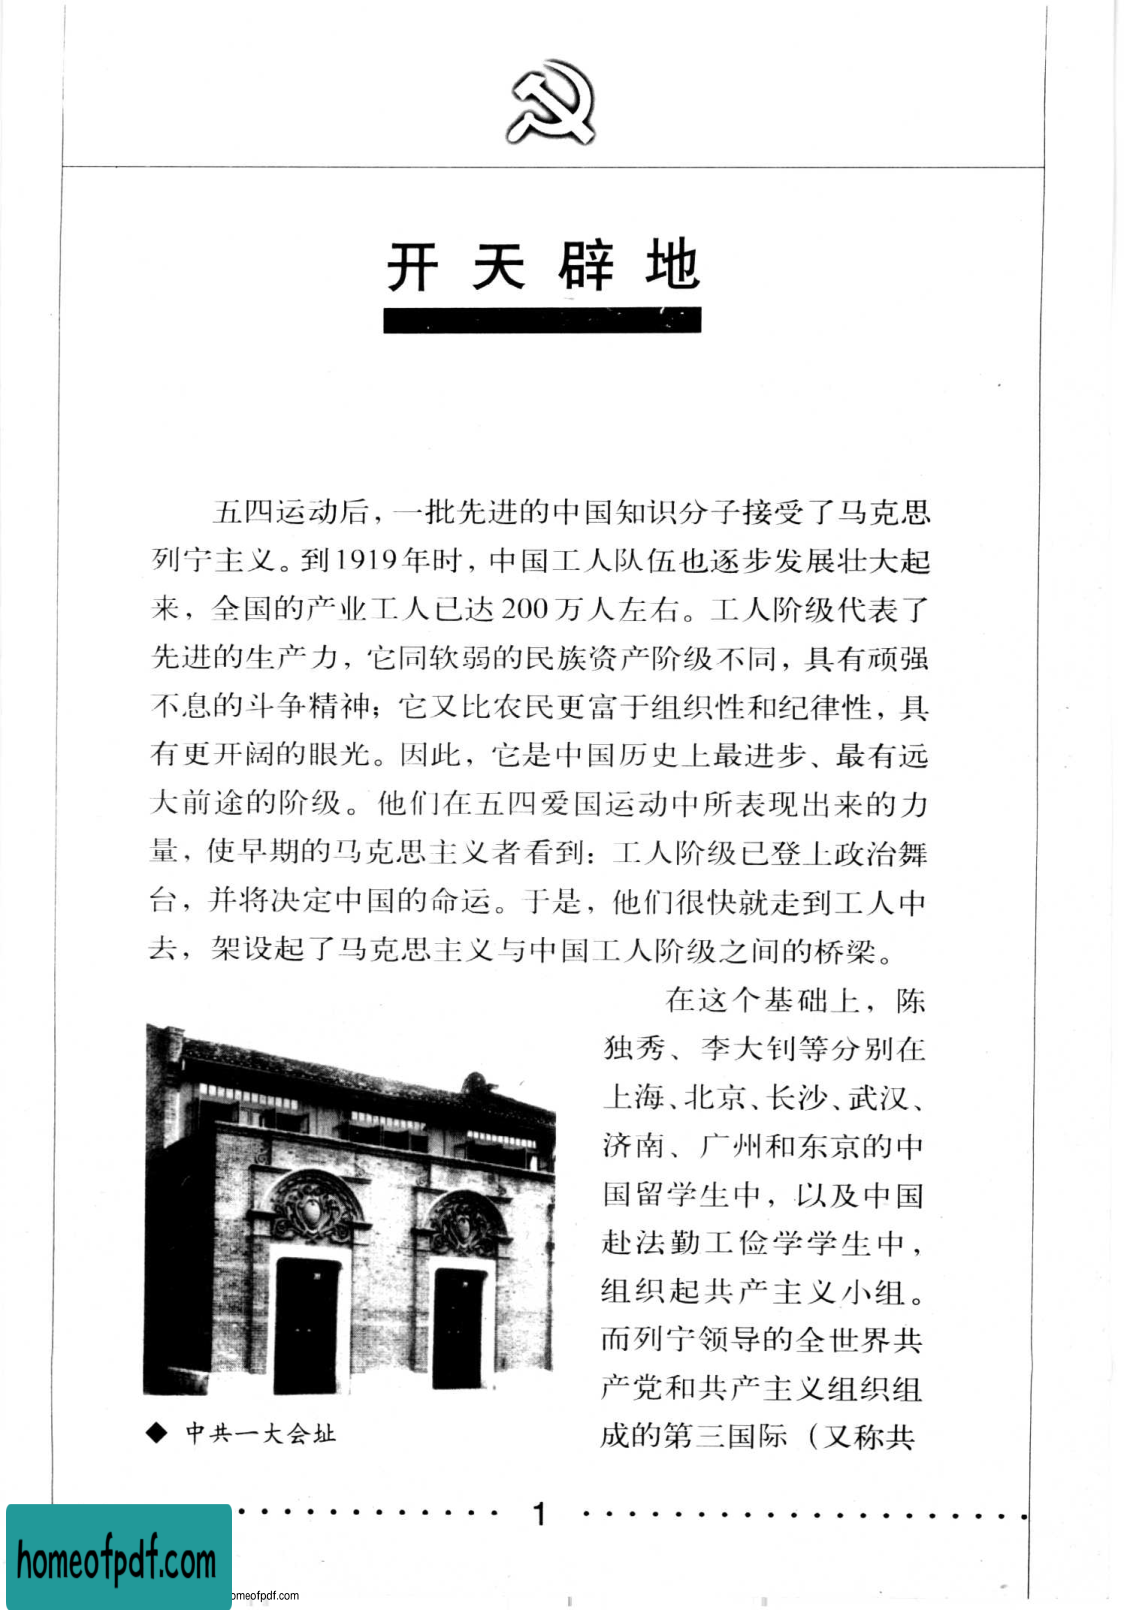 开天辟地
五四运动后，一批先进的中国知识分子接受了马克思
列宁主义。到1919年时，中国工人队伍也逐步发展壮大起
来，全国的产业工人已达200万人左右。工人阶级代表了
先进的生产力，它同软弱的民族资产阶级不同，具有顽强
不息的斗争精神；它又比农民更富于组织性和纪律性，具
有更开阔的眼光。因此，它是中国历史上最进步、最有远
大前途的阶级。他们在五四爱国运动中所表现出来的力
量，使早期的马克思主义者看到：工人阶级已登上政治舞
台，并将决定中国的命运。于是，他们很快就走到工人中
去，架设起了马克思主义与中国工人阶级之间的桥梁。
在这个基础上，陈
独秀、李大钊等分别在
上海、北京、长沙、武汉、
济南、广州和东京的中
国留学生中，以及中国
赴法勤工俭学学生中，
组织起共产主义小组。
而列宁领导的全世界共
产党和共产主义组织组
成的第三国际（又称共
◆ 中共一大会址
1
homeofpdf.com
omeofpdf.com